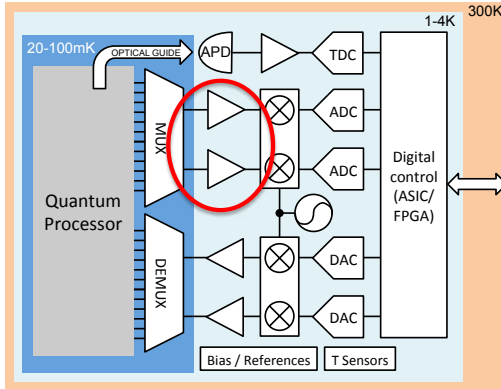 300K
1-4K
20-100mK
OPTICAL GUIDE
APD
TDC
MUX
ADC
ADC
Quantum
Processor
Digital
control
(ASIC/
FPGA)
DEMUX
DAC
DAC
Bias / References
T Sensors